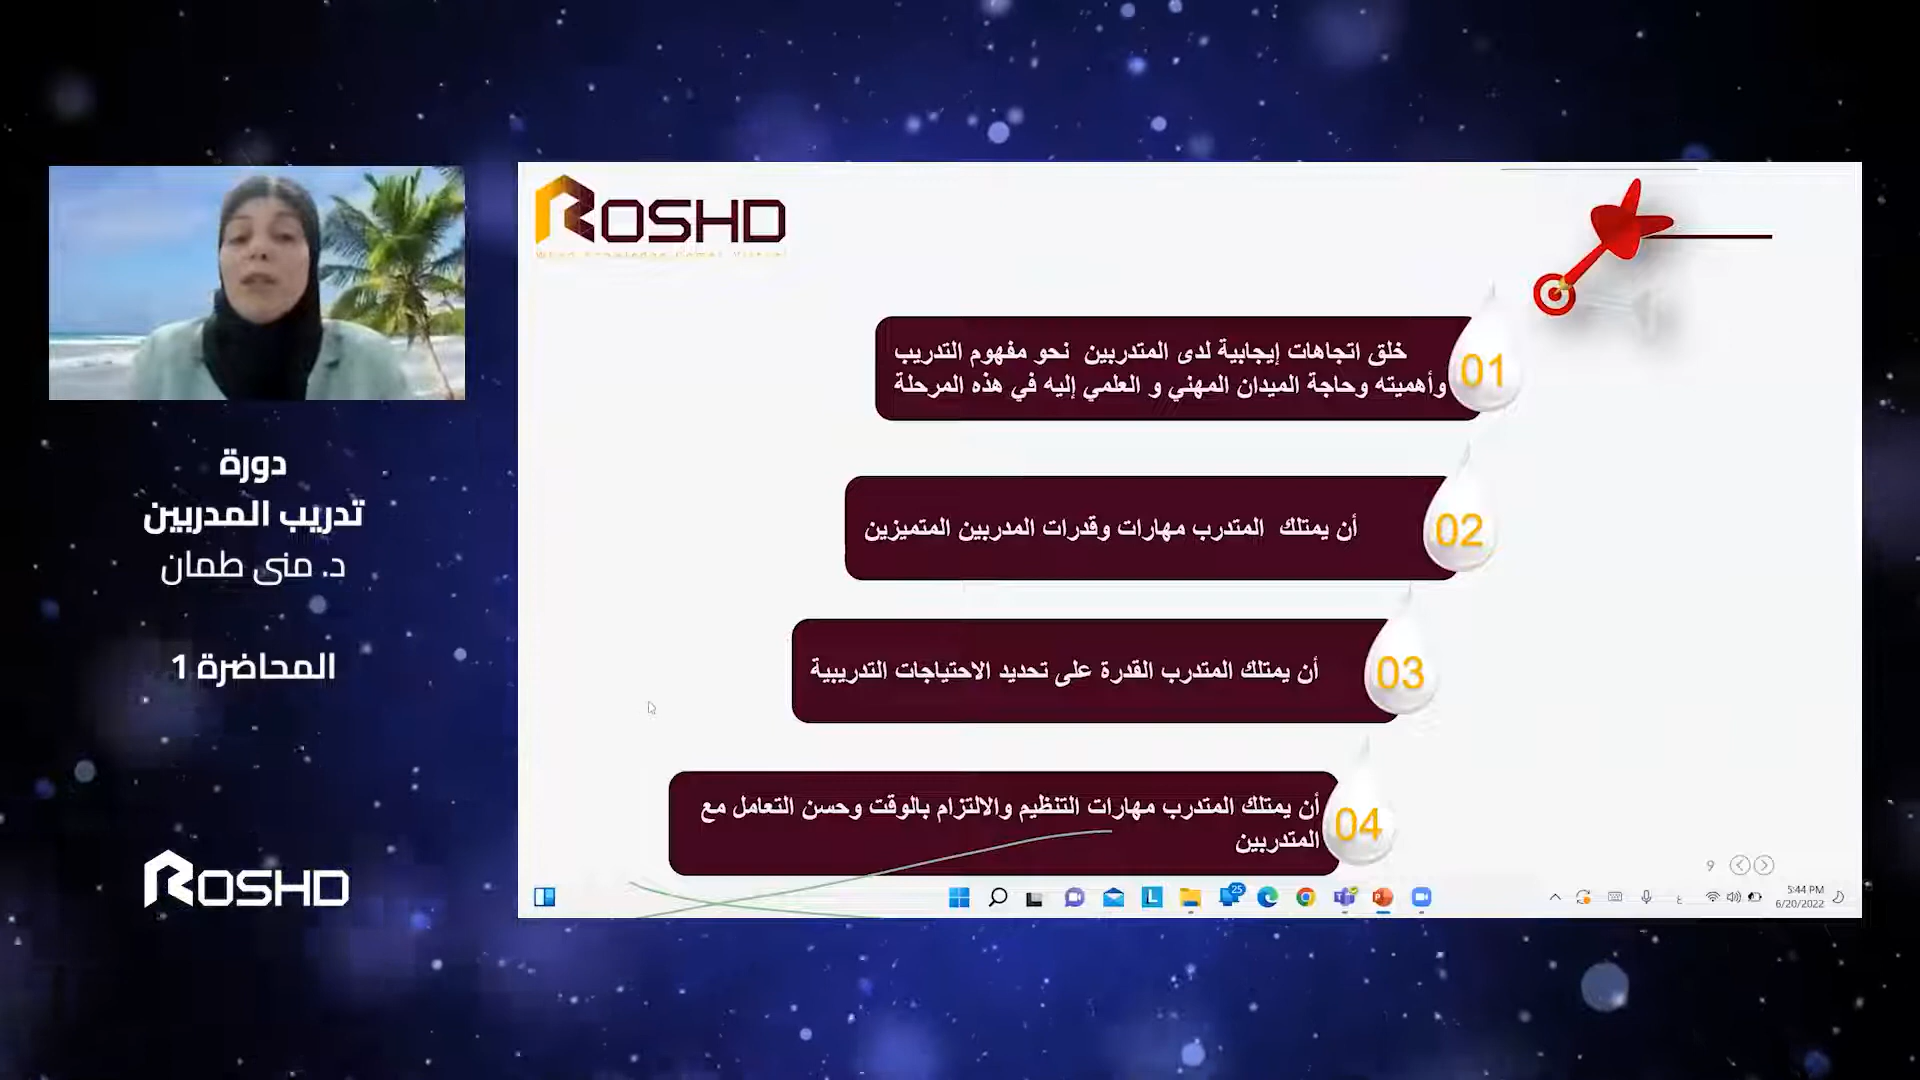 دورة
تدريب المدربين
د. منى طمان
المحاضرة 1
ROSHD
ROSHD
01
خلق اتجاهات إيجابية لدى المتدربين نحو مفهوم التدريب
وأهميته وحاجة الميدان المهني و العلمي إليه في هذه المرحلة
02
أن يمتلك المتدرب مهارات وقدرات المدربين المتميزين
03
أن يمتلك المتدرب القدرة على تحديد الاحتياجات التدريبية
04
أن يمتلك المتدرب مهارات التنظيم والالتزام بالوقت وحسن التعامل مع
المتدربين
9
25
5:44 PM
6/20/2022